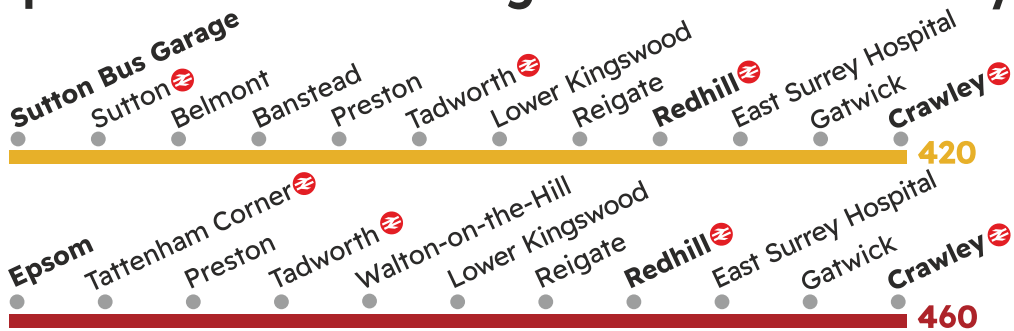 Sutton Bus Garage
Sutton
Belmont
Banstead
Preston
Tadworth
Lower Kingswood
Reigate
Redhill
East Surrey Hospital
Gatwick
Crawley
420
Epsom
Tattenham Corner
Preston
Tadworth
Walton-on-the-Hill
Lower Kingswood
Reigate
Redhill
East Surrey Hospital
Gatwick
Crawley
460